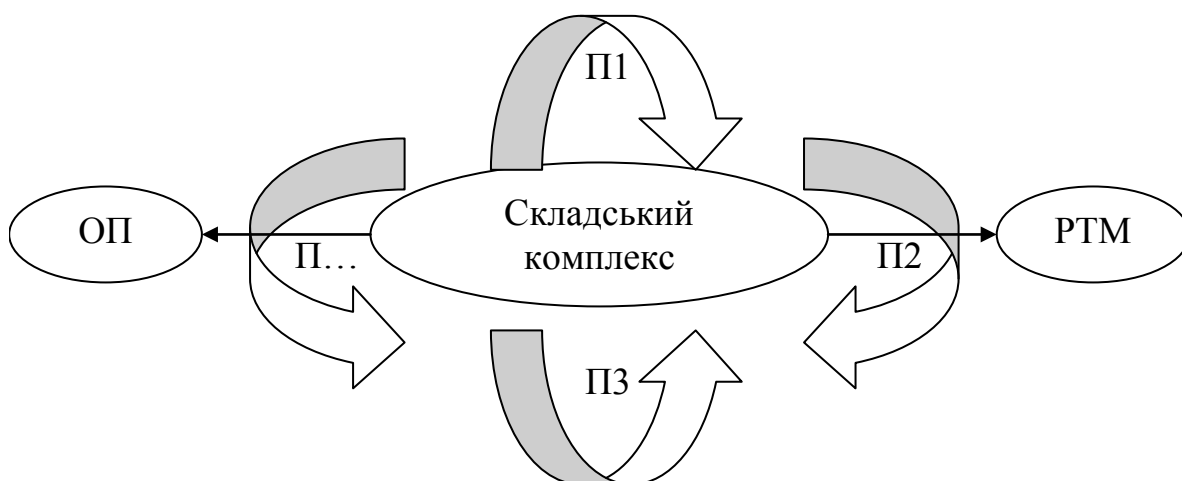 П1
ОП
П…
Складський
комплекс
П2
РТМ
П3